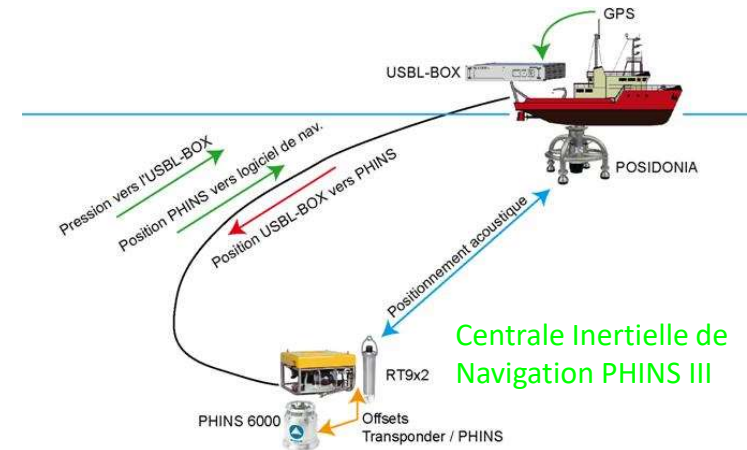 GPS
USBL-BOX
POSIDONIA
Pression vers l'USBL-BOX
Position PHINS vers logiciel de nav.
Position USBL-BOX vers PHINS
Positionnement acoustique
Centrale Inertielle de
Navigation PHINS III
RT9x2
PHINS 6000
Offsets
Transponder / PHINS